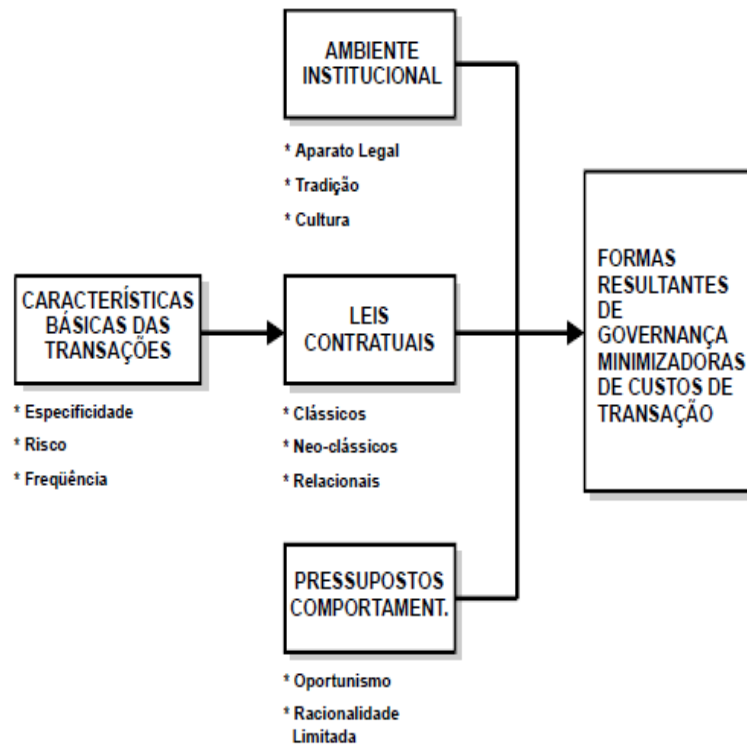 AMBIENTE
INSTITUCIONAL
* Aparato Legal
* Tradição
* Cultura
CARACTERÍSTICAS
BÁSICAS DAS
TRANSAÇÕES
* Especificidade
* Risco
* Freqüência
LEIS
CONTRATUAIS
* Clássicos
* Neo-clássicos
* Relacionais
PRESSUPOSTOS
COMPORTAMENT.
* Oportunismo
* Racionalidade
Limitada
FORMAS
RESULTANTES
DE
GOVERNANÇA
MINIMIZADORAS
DE CUSTOS DE
TRANSAÇÃO